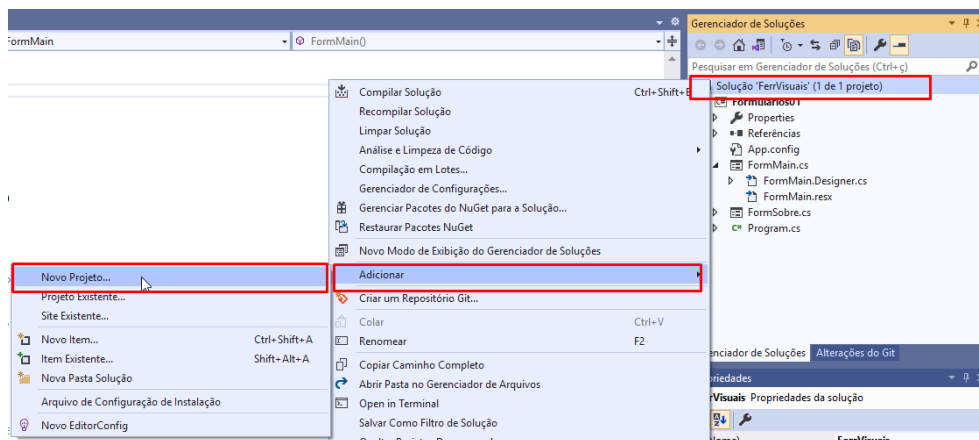 FormMain
FormMain()
Gerenciador de Soluções
Pesquisar em Gerenciador de Soluções (Ctrl+ç)
Solução 'FerrVisuais' (1 de 1 projeto)
Formularios01
Properties
Referências
App.config
FormMain.cs
FormMain.Designer.cs
FormMain.resx
FormSobre.cs
C# Program.cs
Compilar Solução Ctrl+Shift+B
Recompilar Solução
Limpar Solução
Análise e Limpeza de Código
Compilação em Lotes...
Gerenciador de Configurações...
Gerenciar Pacotes do NuGet para a Solução...
Restaurar Pacotes NuGet
Novo Modo de Exibição do Gerenciador de Soluções
Adicionar
Criar um Repositório Git...
Colar Ctrl+V
Renomear F2
Copiar Caminho Completo
Abrir Pasta no Gerenciador de Arquivos
Open in Terminal
Salvar Como Filtro de Solução
Novo Projeto...
Projeto Existente...
Site Existente...
Novo Item... Ctrl+Shift+A
Item Existente... Shift+Alt+A
Nova Pasta Solução
Arquivo de Configuração de Instalação
Novo EditorConfig
enciador de Soluções Alterações do Git
priedades
rVisuais Propriedades da solução